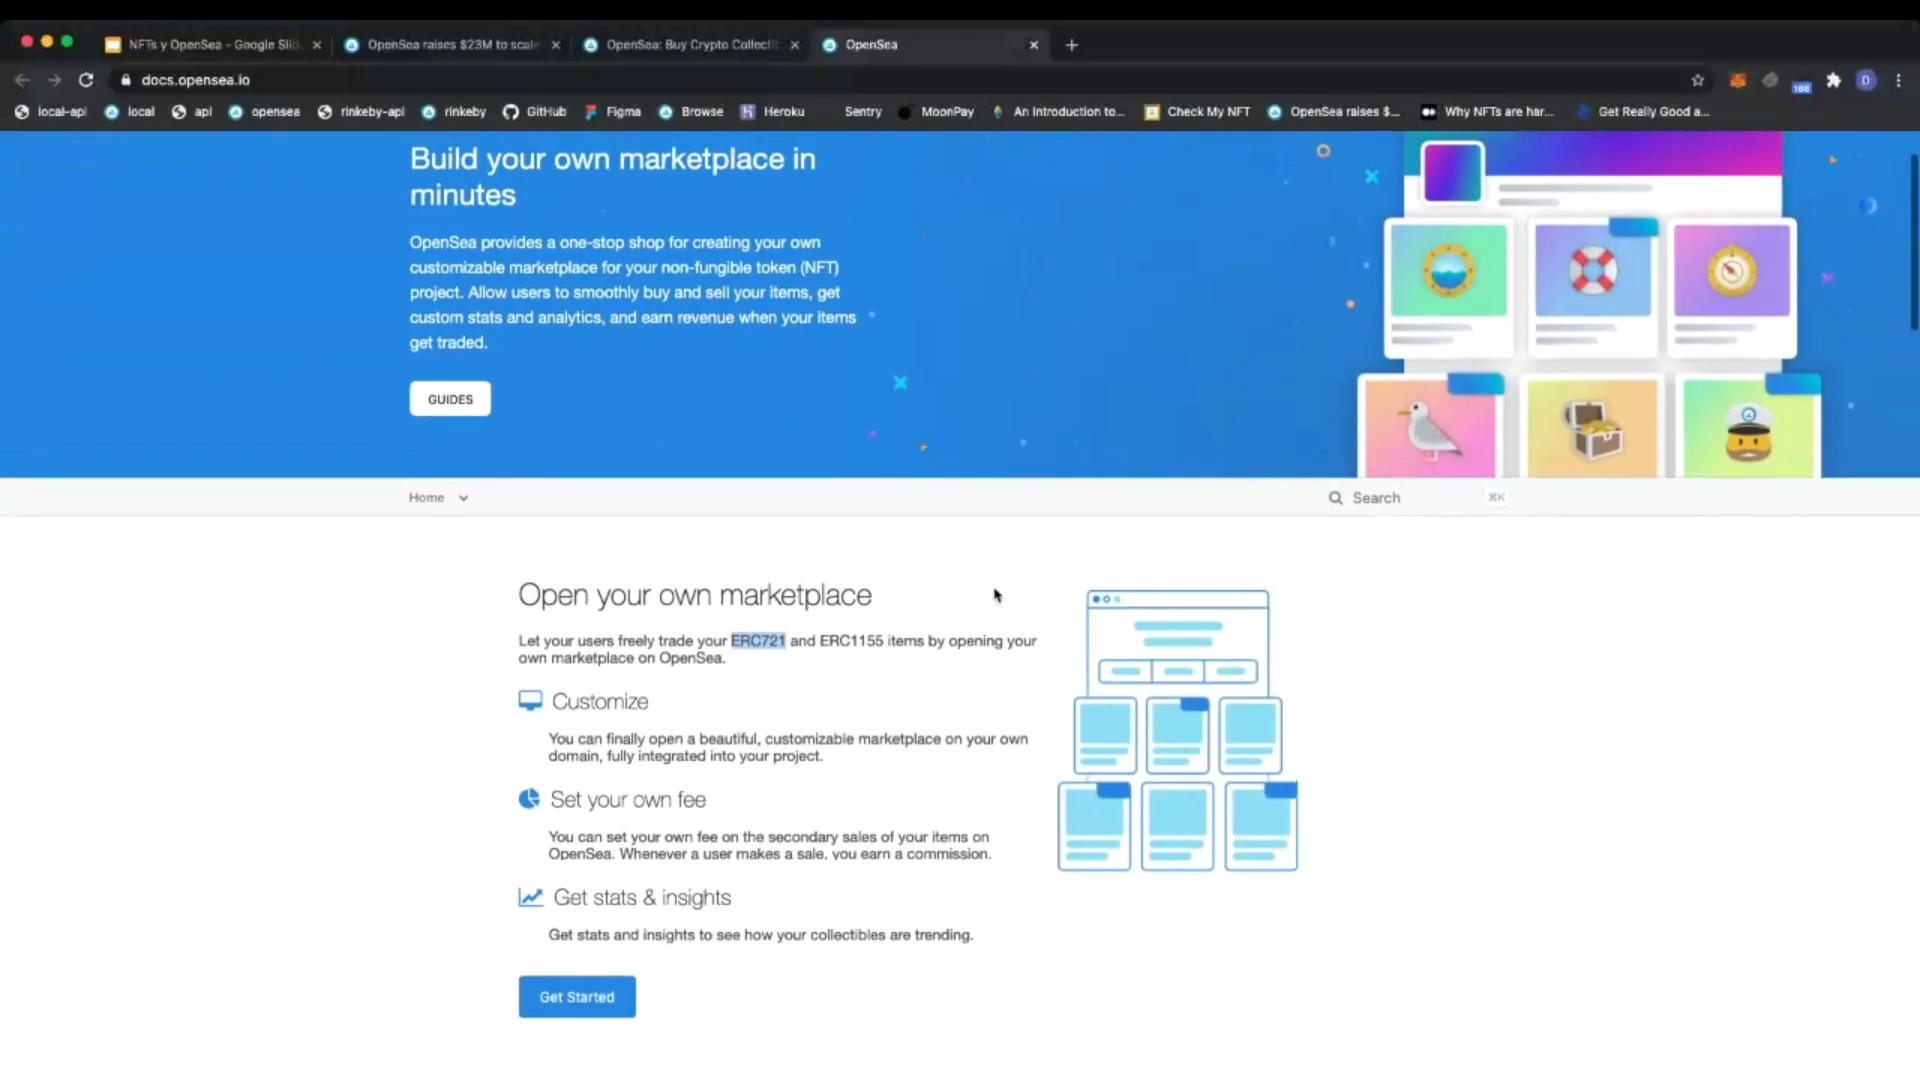 NFTs y OpenSea - Google Slid
OpenSea raises $23M to scale
OpenSea: Buy Crypto Collecti
OpenSea
docs.opensea.io
D
local-api
local
api
opensea
rinkeby-api
rinkeby
GitHub
Figma
Browse
Heroku
Sentry
MoonPay
An Introduction to...
Check My NFT
OpenSea raises $...
Why NFTs are har...
Get Really Good a...
Build your own marketplace in
minutes
OpenSea provides a one-stop shop for creating your own
customizable marketplace for your non-fungible token (NFT)
project. Allow users to smoothly buy and sell your items, get
custom stats and analytics, and earn revenue when your items
get traded.
GUIDES
Home
Search
⌘K
Open your own marketplace
Let your users freely trade your ERC721 and ERC1155 items by opening your
own marketplace on OpenSea.
Customize
You can finally open a beautiful, customizable marketplace on your own
domain, fully integrated into your project.
Set your own fee
You can set your own fee on the secondary sales of your items on
OpenSea. Whenever a user makes a sale, you earn a commission.
Get stats & insights
Get stats and insights to see how your collectibles are trending.
Get Started